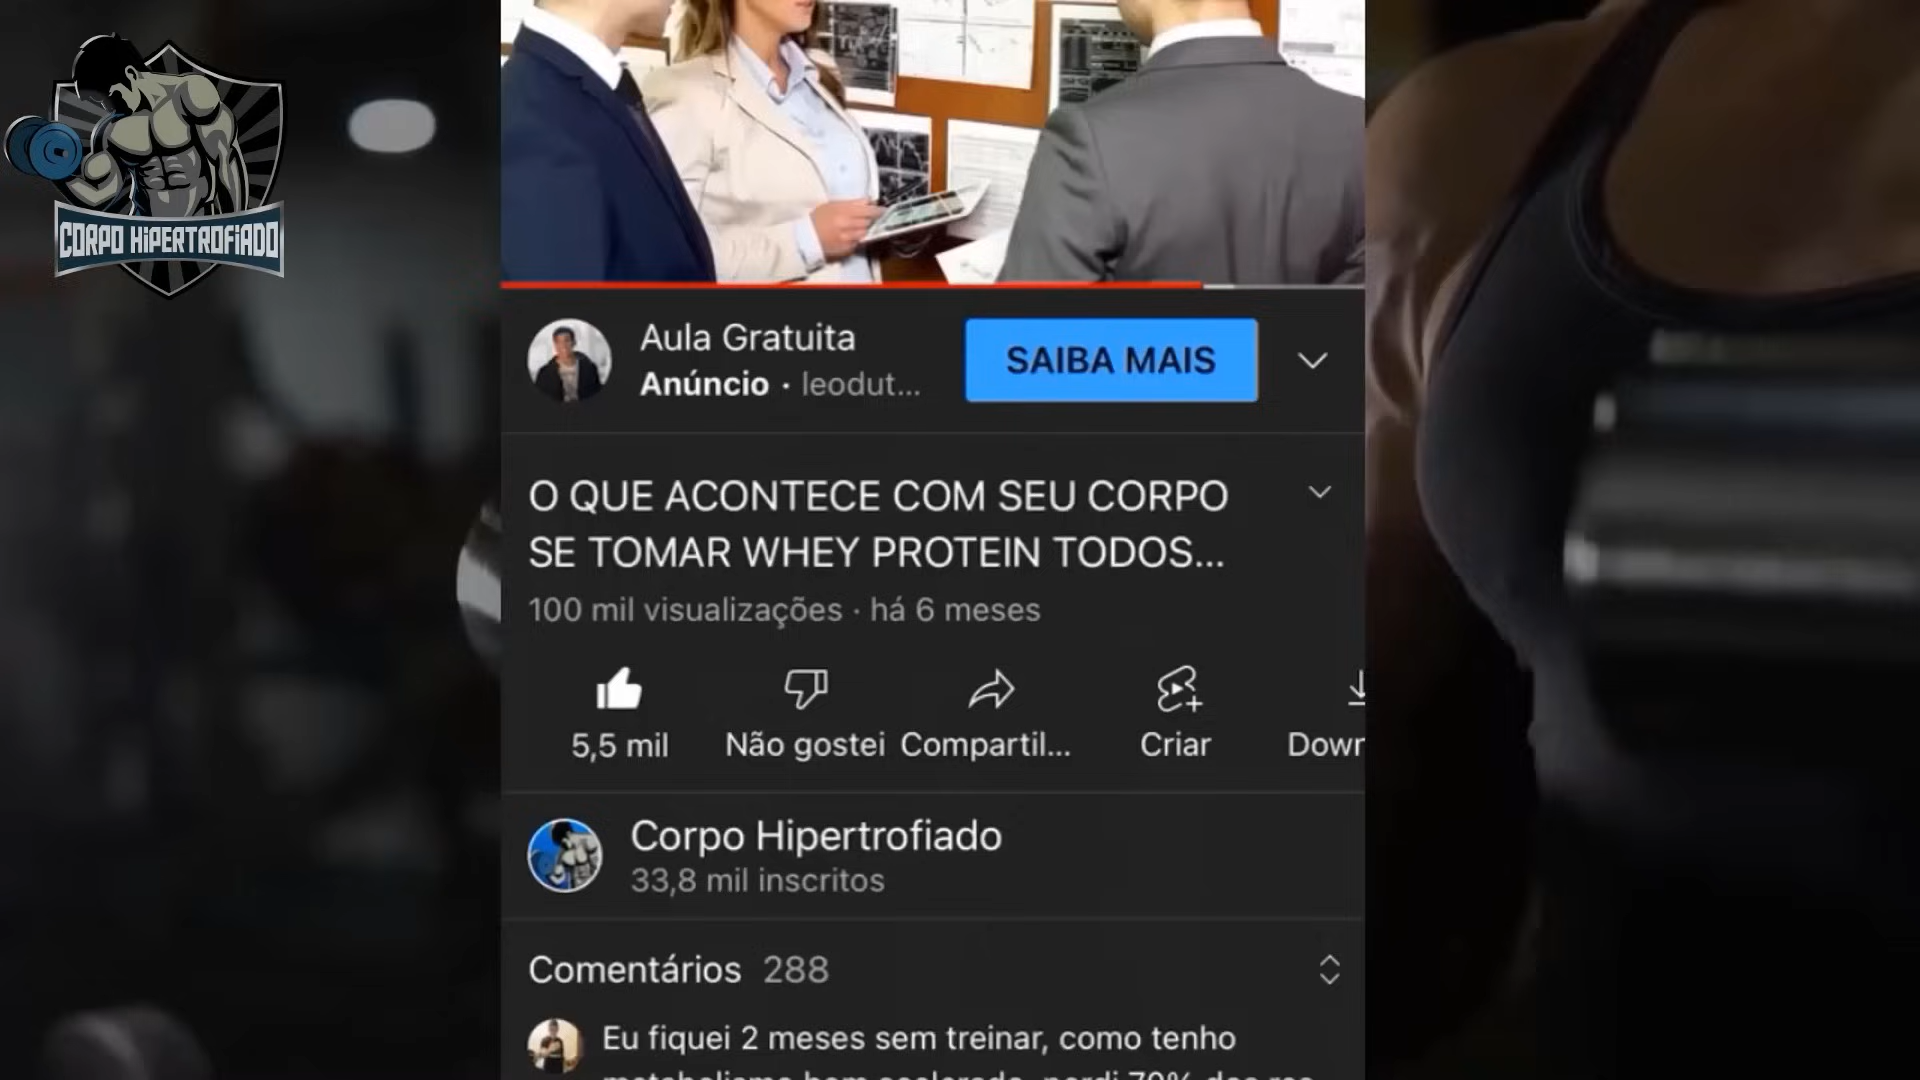 CORPO HiPERTROFiADO
Aula Gratuita
Anúncio · leodut...
SAIBA MAIS
O QUE ACONTECE COM SEU CORPO
SE TOMAR WHEY PROTEIN TODOS...
100 mil visualizações · há 6 meses
5,5 mil
Não gostei
Compartil...
Criar
Dowr
Corpo Hipertrofiado
33,8 mil inscritos
Comentários 288
Eu fiquei 2 meses sem treinar, como tenho